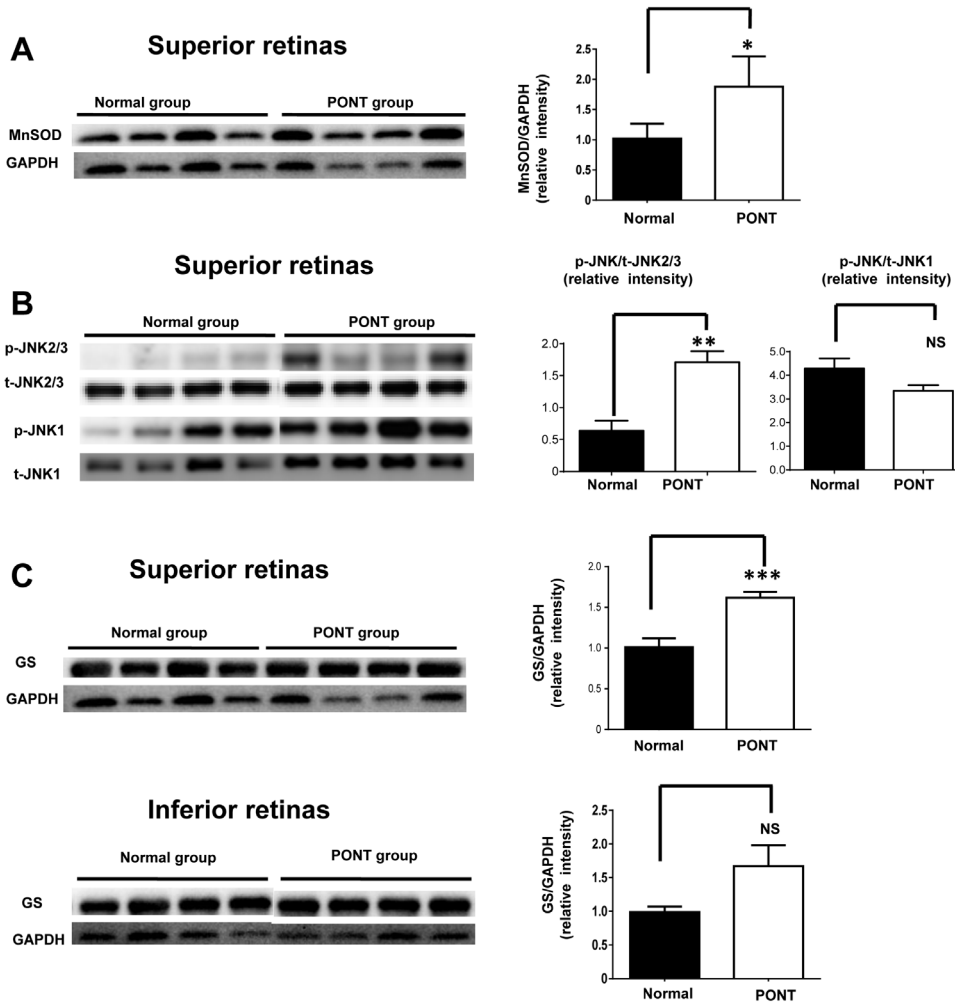 A
Superior retinas
Normal group PONT group
MnSOD
GAPDH
MnSOD/GAPDH
(relative intensity)
2.5
2.0
1.5
1.0
0.5
0
*
Normal PONT
B
Superior retinas
Normal group PONT group
p-JNK2/3
t-JNK2/3
p-JNK1
t-JNK1
p-JNK/t-JNK2/3
(relative intensity)
2.0
1.5
1.0
0.5
0
**
Normal PONT
p-JNK/t-JNK1
(relative intensity)
5.0
4.0
3.0
2.0
1.0
0.0
NS
Normal PONT
C
Superior retinas
Normal group PONT group
GS
GAPDH
GS/GAPDH
(relative intensity)
2.0
1.5
1.0
0.5
0
***
Normal PONT
Inferior retinas
Normal group PONT group
GS
GAPDH
GS/GAPDH
(relative intensity)
2.5
2.0
1.5
1.0
0.5
0
NS
Normal PONT